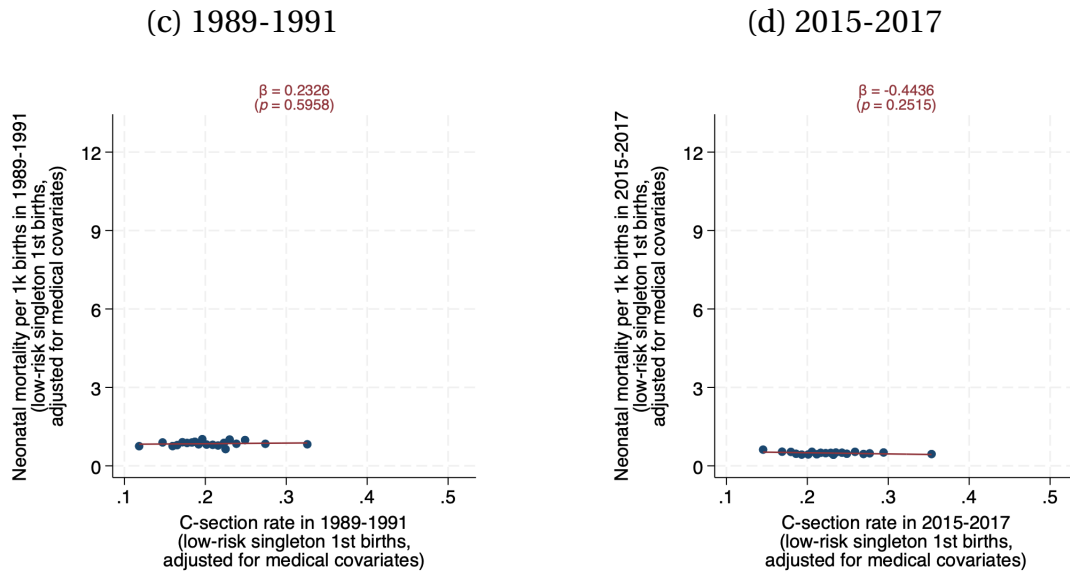 (c) 1989-1991
β = 0.2326
(p = 0.5958)
Neonatal mortality per 1k births in 1989-1991
(low-risk singleton 1st births,
adjusted for medical covariates)
12
9
6
3
0
.1 .2 .3 .4 .5
C-section rate in 1989-1991
(low-risk singleton 1st births,
adjusted for medical covariates)
(d) 2015-2017
β = -0.4436
(p = 0.2515)
Neonatal mortality per 1k births in 2015-2017
(low-risk singleton 1st births,
adjusted for medical covariates)
12
9
6
3
0
.1 .2 .3 .4 .5
C-section rate in 2015-2017
(low-risk singleton 1st births,
adjusted for medical covariates)